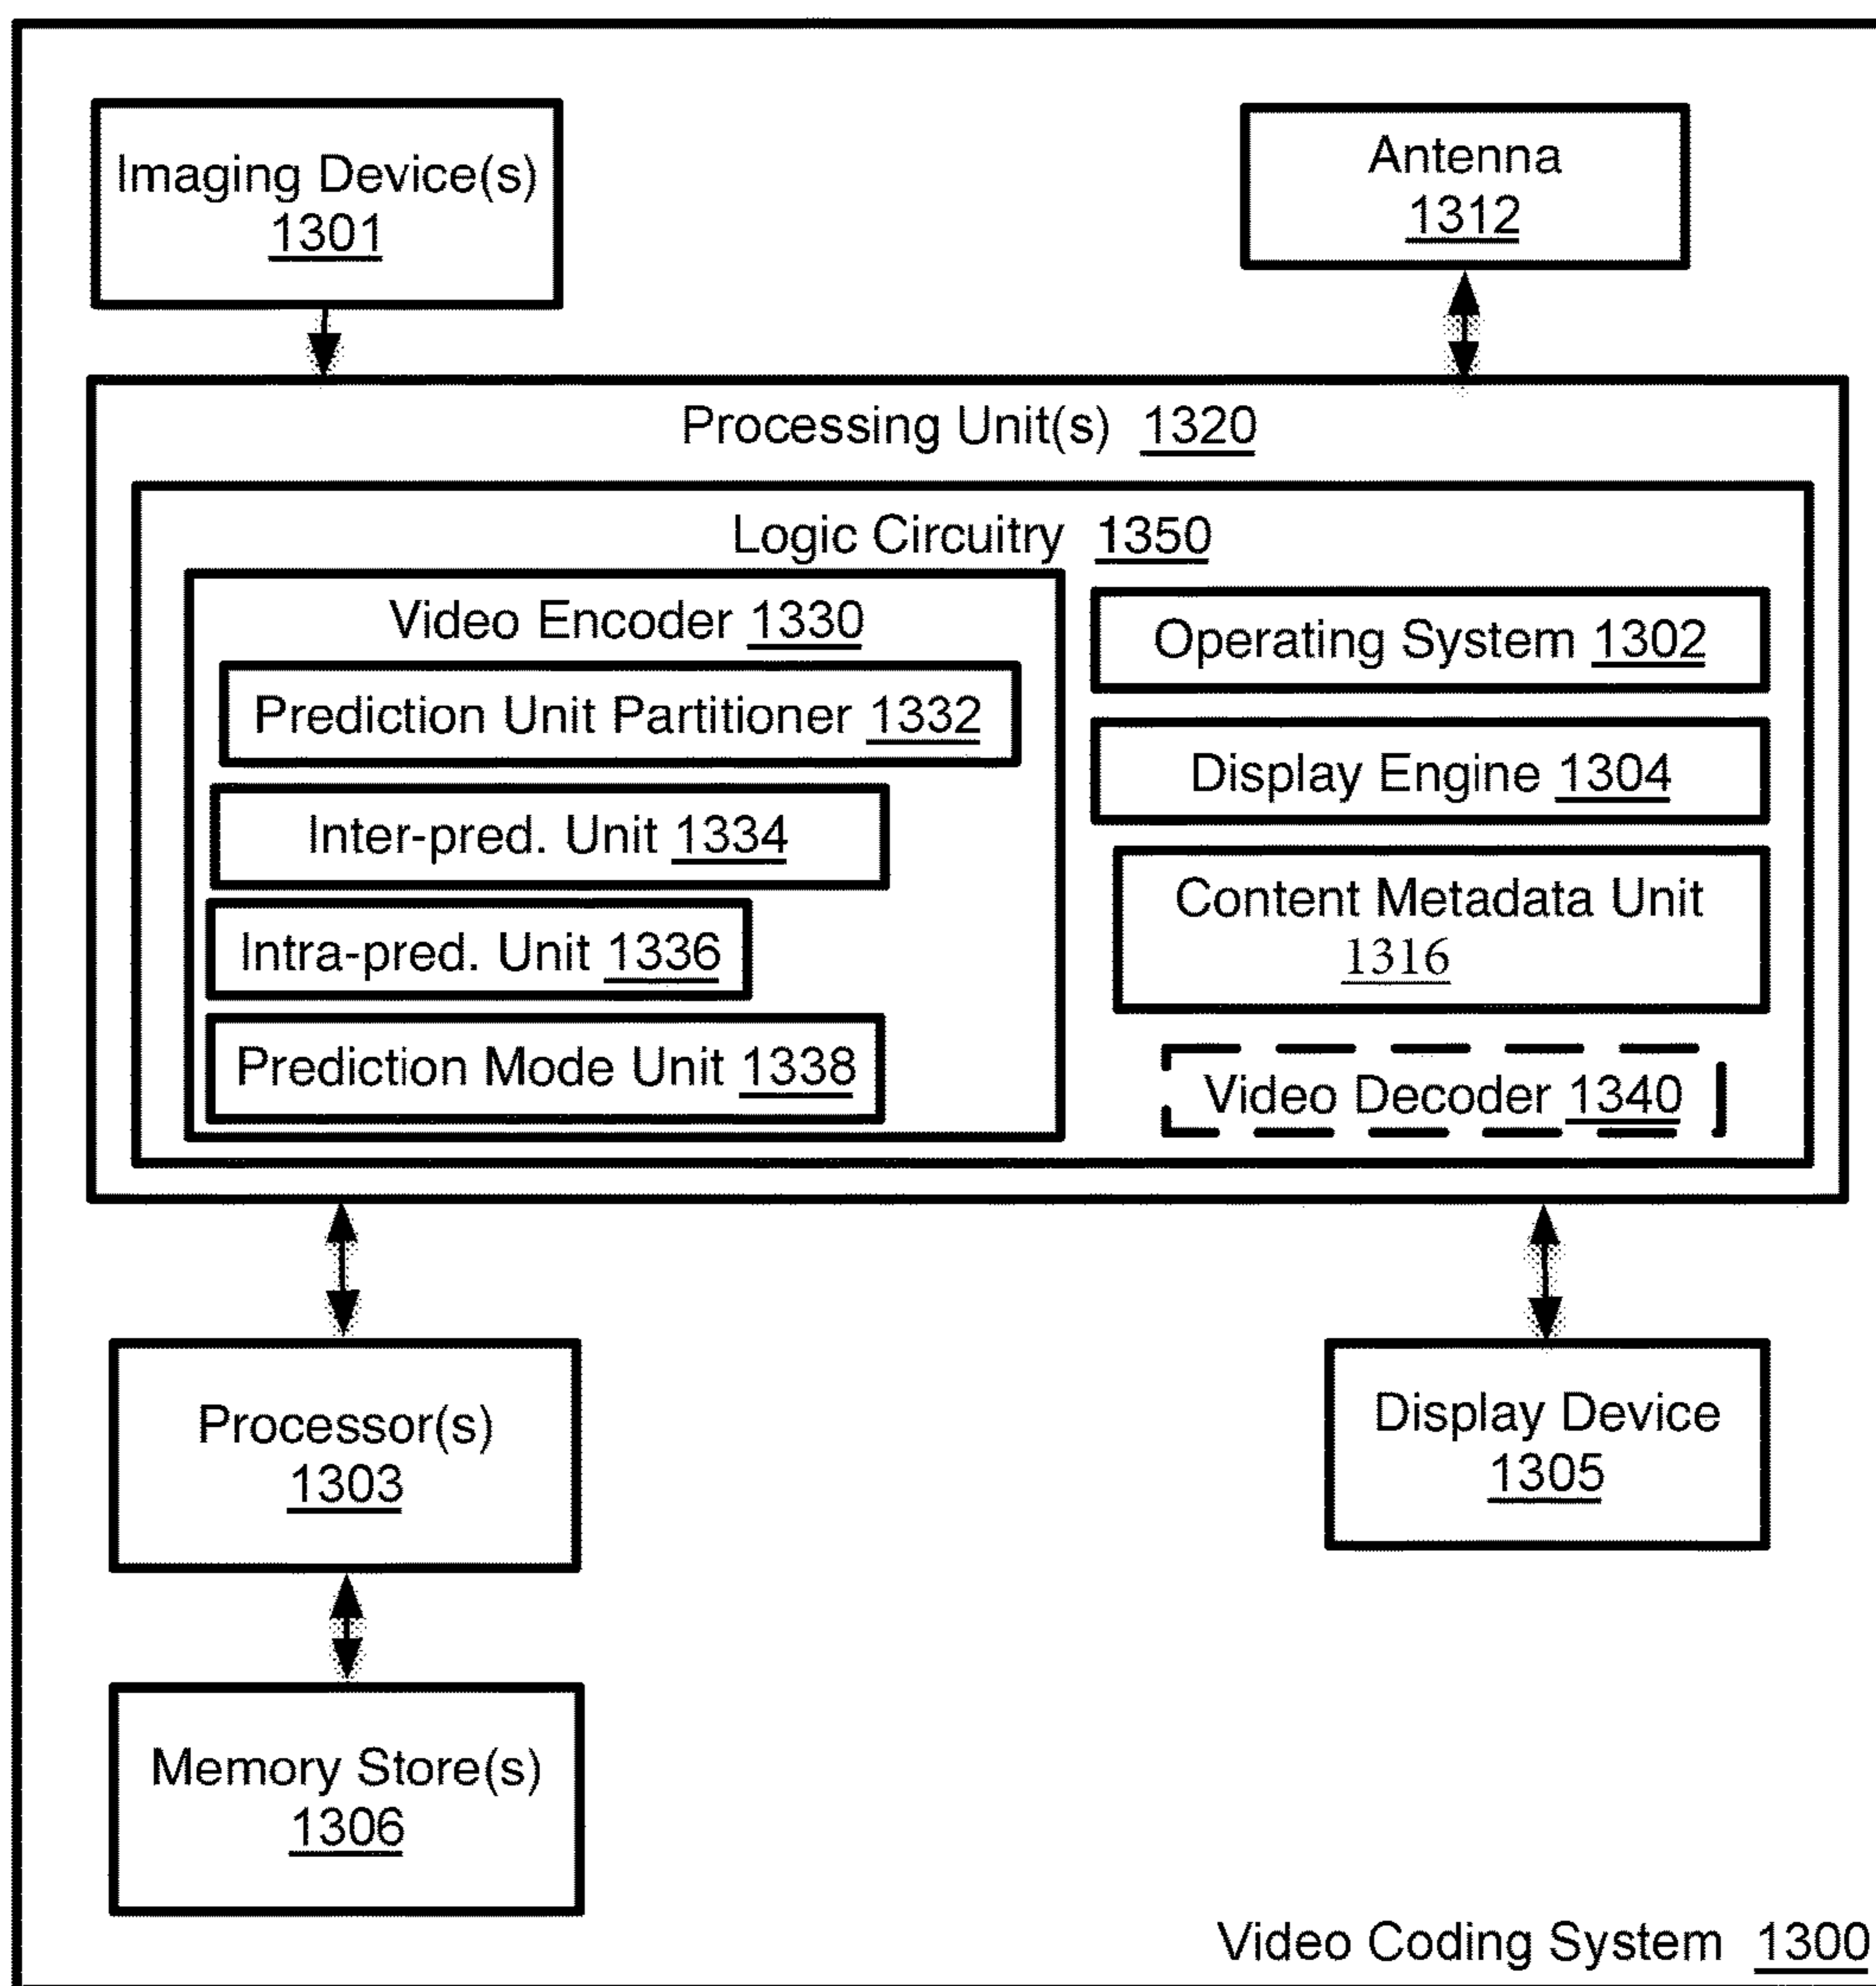 Imaging Device(s)
1301
Antenna
1312
Processing Unit(s) 1320
Logic Circuitry 1350
Video Encoder 1330
Prediction Unit Partitioner 1332
Inter-pred. Unit 1334
Intra-pred. Unit 1336
Prediction Mode Unit 1338
Operating System 1302
Display Engine 1304
Content Metadata Unit
1316
Video Decoder 1340
Processor(s)
1303
Display Device
1305
Memory Store(s)
1306
Video Coding System 1300